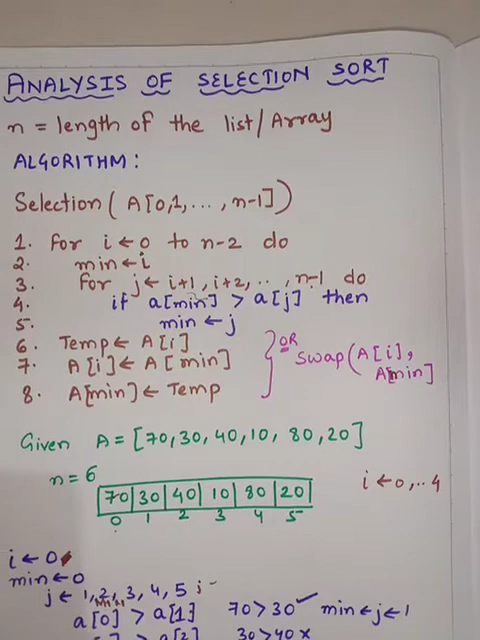 ANALYSIS OF SELECTION SORT
n = length of the list/Array
ALGORITHM:
Selection ( A[0,1,..., n-1])
1. For i ← 0 to n-2 do
2. min ← i
3. For j ← i+1, i+2, .., n-1 do
4. if a[min] > a[j] then
5. min ← j
6. Temp ← A[i]
7. A[i] ← A[min]
8. A[min] ← Temp
OR
Swap(A[i],
A[min]
Given A = [70,30,40,10, 80,20]
n = 6
70 30 40 10 80 20
0 1 2 3 4 5
i ← 0,..4
i ← 0
min ← 0
j ← 1,2,3,4,5
a[0] > a[1] 70 > 30 ✓ min ← j ← 1
> a[2] 30 > 40 x